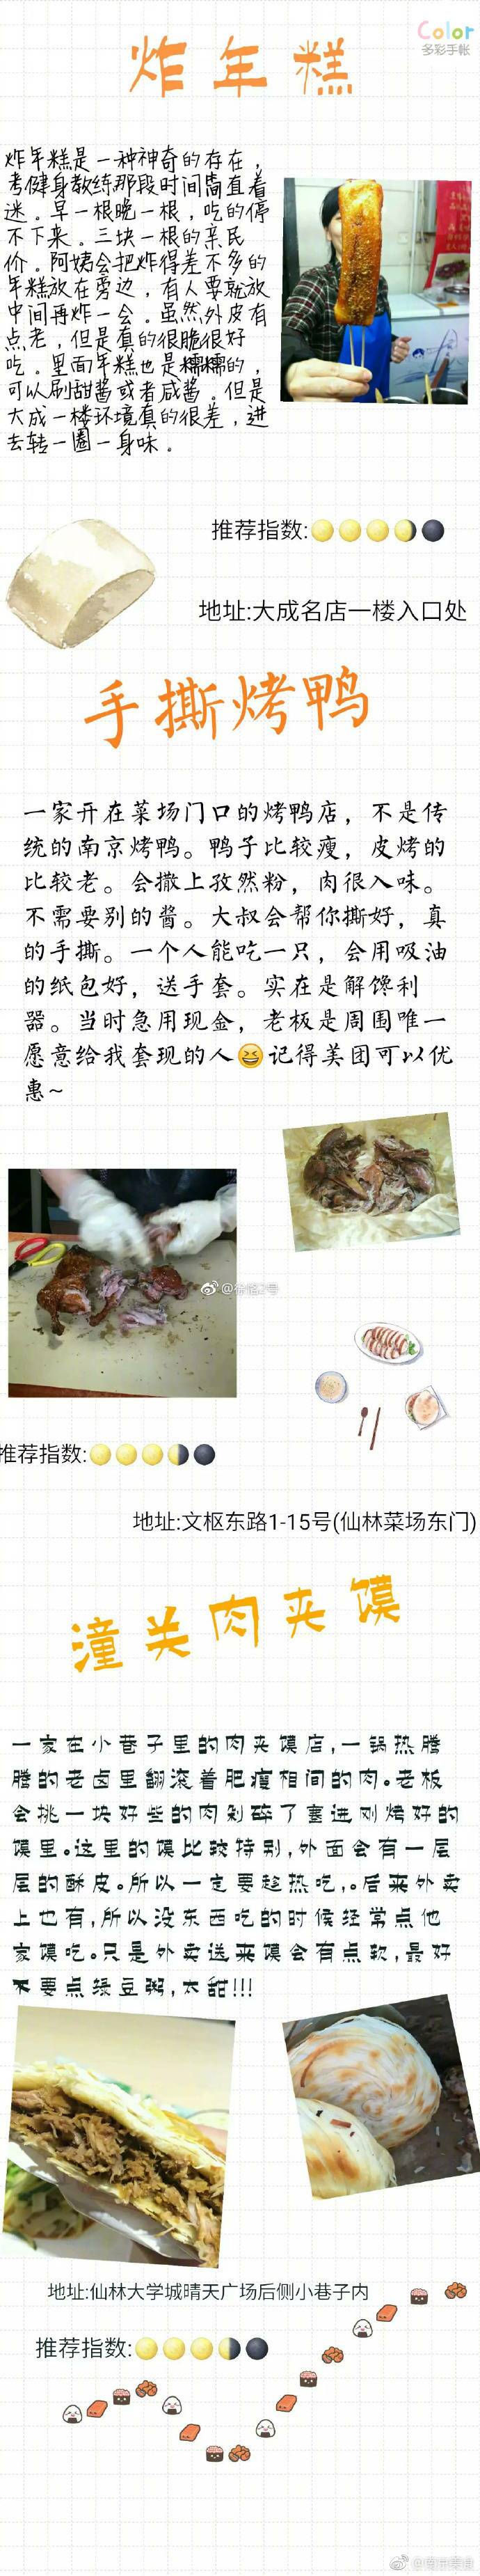 Color
多彩手帐
炸年糕
炸年糕是一种神奇的存在，
考健身教练那段时间简直着
迷。早一根晚一根，吃的停
不下来。三块一根的亲民
价。阿姨会把炸得差不多的
年糕放在旁边，有人要就放
中间再炸一会。虽然外皮有
点老，但是真的很脆很好
吃。里面年糕也是糯糯的，
可以刷甜酱或者咸酱。但是
大成一楼环境真的很差，进
去转一圈一身味。
推荐指数:
地址:大成名店一楼入口处
手撕烤鸭
一家开在菜场门口的烤鸭店，不是传
统的南京烤鸭。鸭子比较瘦，皮烤的
比较老。会撒上孜然粉，肉很入味。
不需要别的酱。大叔会帮你撕好，真
的手撕。一个人能吃一只，会用吸油
的纸包好，送手套。实在是解馋利
器。当时急用现金，老板是周围唯一
愿意给我套现的人😆记得美团可以优
惠~
推荐指数:
地址:文枢东路1-15号(仙林菜场东门)
潼关肉夹馍
一家在小巷子里的肉夹馍店,一锅热腾
腾的老卤里翻滚着肥瘦相间的肉。老板
会挑一块好些的肉剁碎了塞进刚烤好的
馍里。这里的馍比较特别,外面会有一层
层的酥皮。所以一定要趁热吃,。后来外卖
上也有,所以没东西吃的时候经常点他
家馍吃。只是外卖送来馍会有点软,最好
不要点绿豆粥,太甜!!!
地址:仙林大学城晴天广场后侧小巷子内
推荐指数: